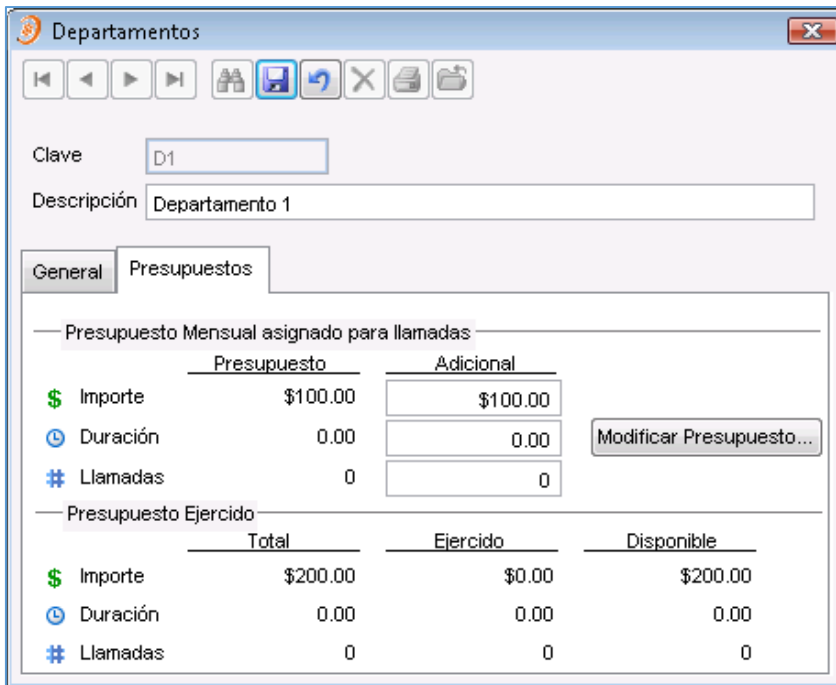 Departamentos
Clave D1
Descripción Departamento 1
General Presupuestos
Presupuesto Mensual asignado para llamadas
Presupuesto Adicional
$ Importe $100.00 $100.00
Duración 0.00 0.00 Modificar Presupuesto...
# Llamadas 0 0
Presupuesto Ejercido
Total Ejercido Disponible
$ Importe $200.00 $0.00 $200.00
Duración 0.00 0.00 0.00
# Llamadas 0 0 0